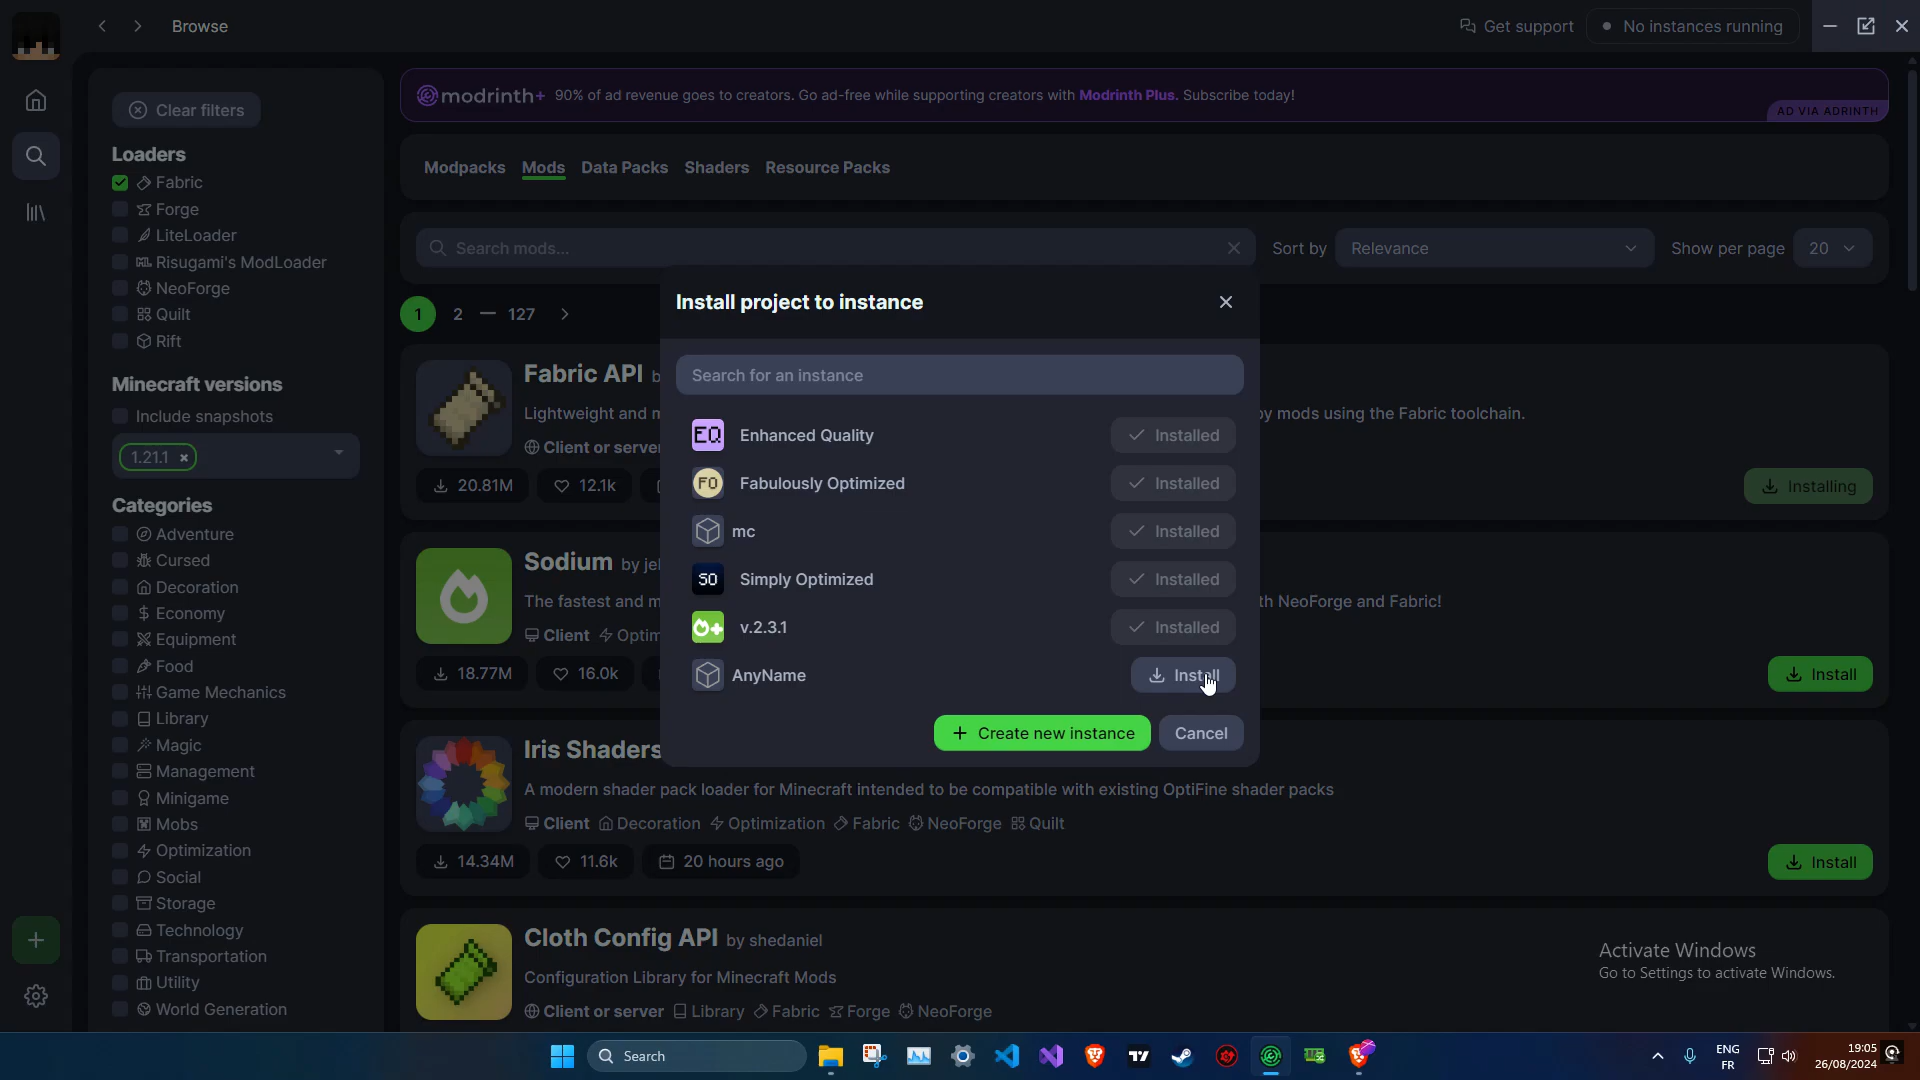 Browse
Get support
No instances running
Clear filters
Loaders
Fabric
Forge
LiteLoader
Risugami's ModLoader
NeoForge
Quilt
Rift
Minecraft versions
Include snapshots
1.21.1 ×
Categories
Adventure
Cursed
Decoration
Economy
Equipment
Food
Game Mechanics
Library
Magic
Management
Minigame
Mobs
Optimization
Social
Storage
Technology
Transportation
Utility
World Generation
modrinth+ 90% of ad revenue goes to creators. Go ad-free while supporting creators with Modrinth Plus. Subscribe today!
AD VIA ADRINTH
Modpacks Mods Data Packs Shaders Resource Packs
Search mods...
Sort by Relevance
Show per page 20
1 2 — 127
Fabric API
Lightweight and
by mods using the Fabric toolchain.
Client or server
20.81M 12.1k
Installing
Sodium by
The fastest and
NeoForge and Fabric!
Client
18.77M 16.0k
Install
Iris Shaders
A modern shader pack loader for Minecraft intended to be compatible with existing OptiFine shader packs
Client Decoration Optimization Fabric NeoForge Quilt
14.34M 11.6k 20 hours ago
Install
Cloth Config API by shedaniel
Configuration Library for Minecraft Mods
Client or server Library Fabric Forge NeoForge
Install project to instance
Search for an instance
EQ Enhanced Quality Installed
FO Fabulously Optimized Installed
mc Installed
SO Simply Optimized Installed
v.2.3.1 Installed
AnyName Install
+ Create new instance
Cancel
Activate Windows
Go to Settings to activate Windows.
Search
ENG
FR
19:05
26/08/2024